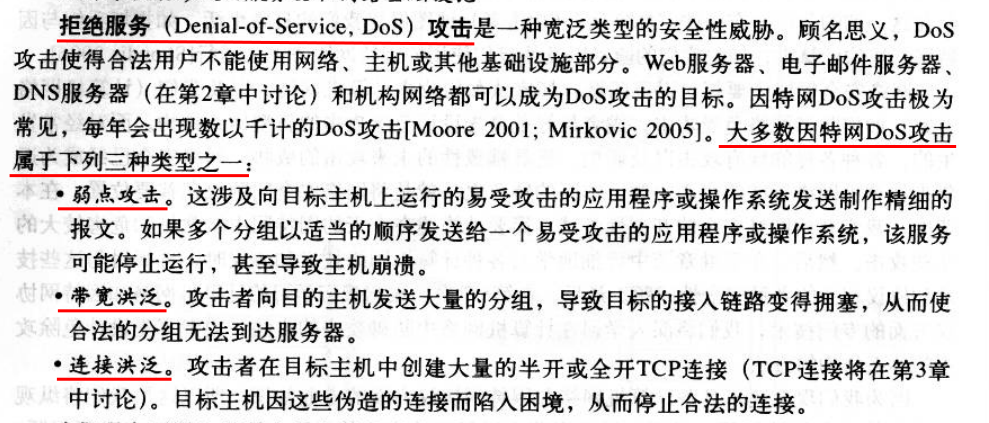 拒绝服务（Denial-of-Service, DoS）攻击是一种宽泛类型的安全性威胁。顾名思义，DoS
攻击使得合法用户不能使用网络、主机或其他基础设施部分。Web服务器、电子邮件服务器、
DNS服务器（在第2章中讨论）和机构网络都可以成为DoS攻击的目标。因特网DoS攻击极为
常见，每年会出现数以千计的DoS攻击[Moore 2001; Mirkovic 2005]。大多数因特网DoS攻击
属于下列三种类型之一：
• 弱点攻击。这涉及向目标主机上运行的易受攻击的应用程序或操作系统发送制作精细的
报文。如果多个分组以适当的顺序发送给一个易受攻击的应用程序或操作系统，该服务
可能停止运行，甚至导致主机崩溃。
• 带宽洪泛。攻击者向目的主机发送大量的分组，导致目标的接入链路变得拥塞，从而使
合法的分组无法到达服务器。
• 连接洪泛。攻击者在目标主机中创建大量的半开或全开TCP连接（TCP连接将在第3章
中讨论）。目标主机因这些伪造的连接而陷入困境，从而停止合法的连接。